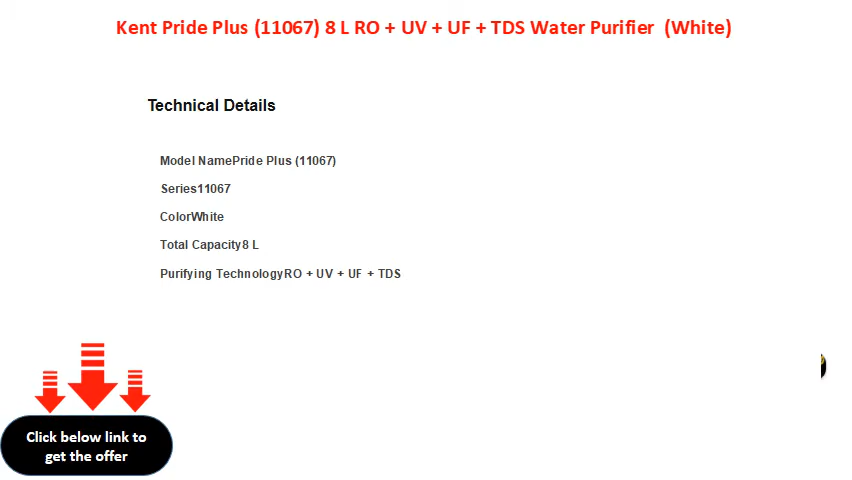 Kent Pride Plus (11067) 8 L RO + UV + UF + TDS Water Purifier (White)
Technical Details
Model NamePride Plus (11067)
Series11067
ColorWhite
Total Capacity8 L
Purifying TechnologyRO + UV + UF + TDS
Click below link to
get the offer